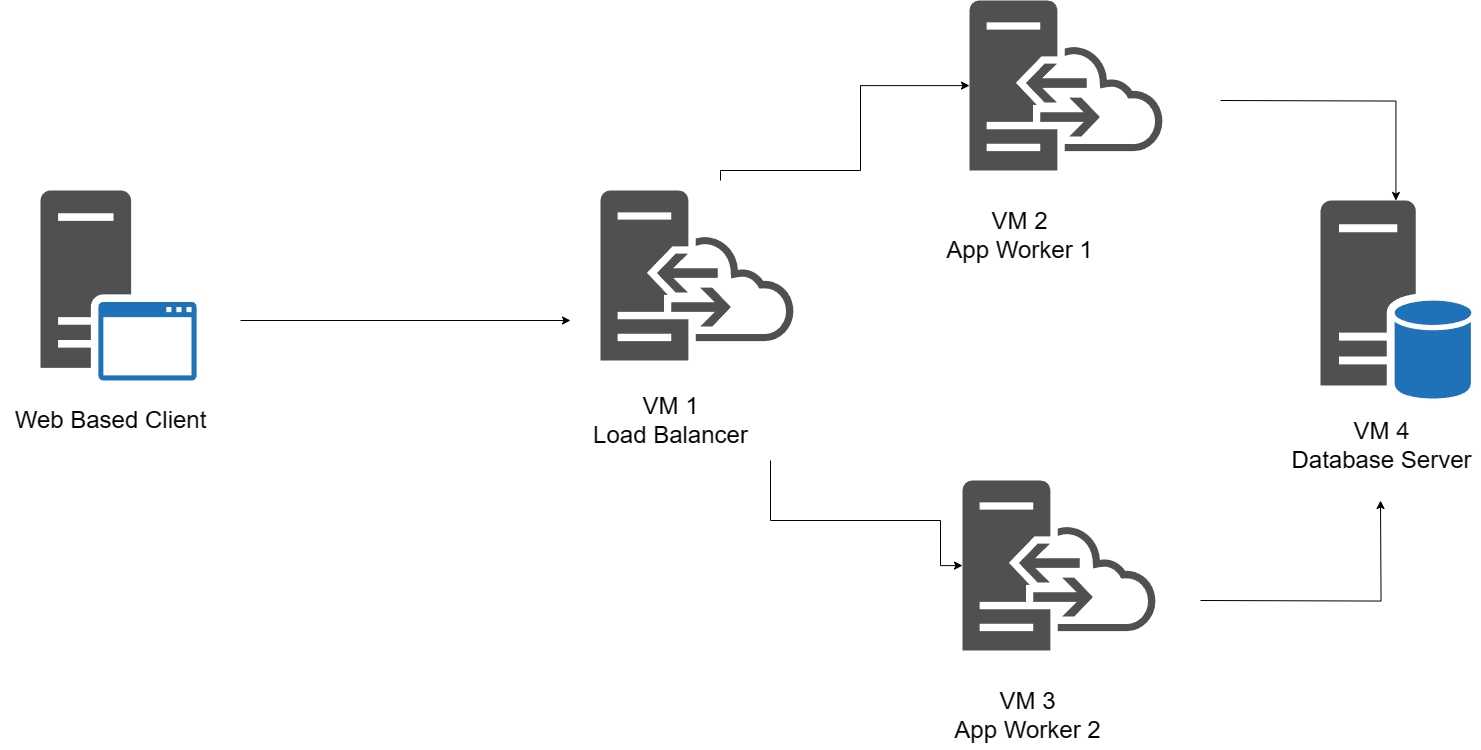 Web Based Client
VM 1
Load Balancer
VM 2
App Worker 1
VM 3
App Worker 2
VM 4
Database Server